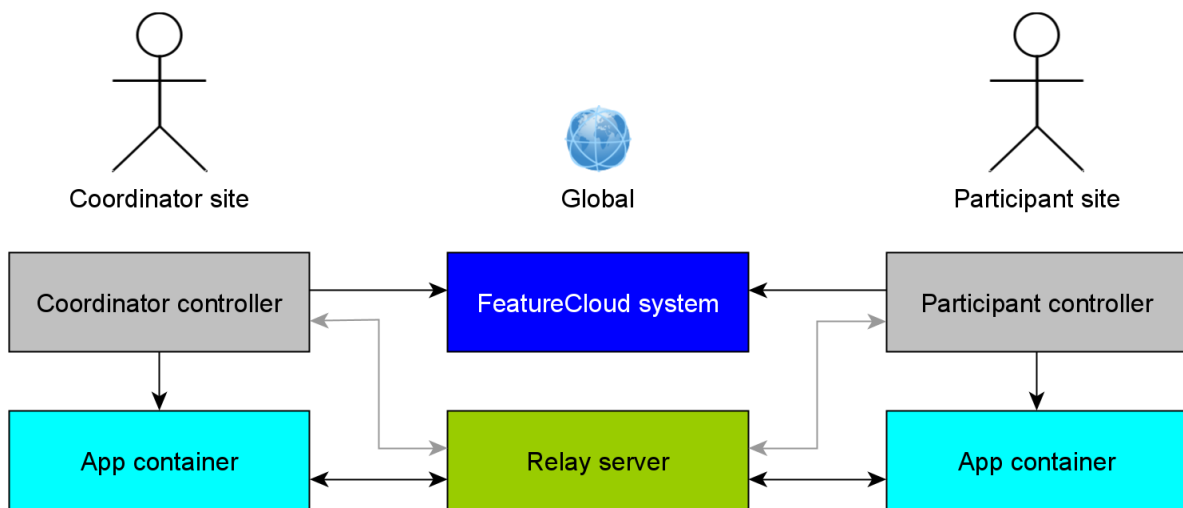 Coordinator site
Global
Participant site
Coordinator controller
FeatureCloud system
Participant controller
App container
Relay server
App container